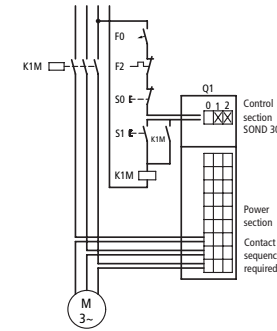 F0
K1M
F2
Q1
S0
0 1 2
Control
section
SOND 30
S1
K1M
K1M
Power
section
Contact
sequenc
required
M
3~